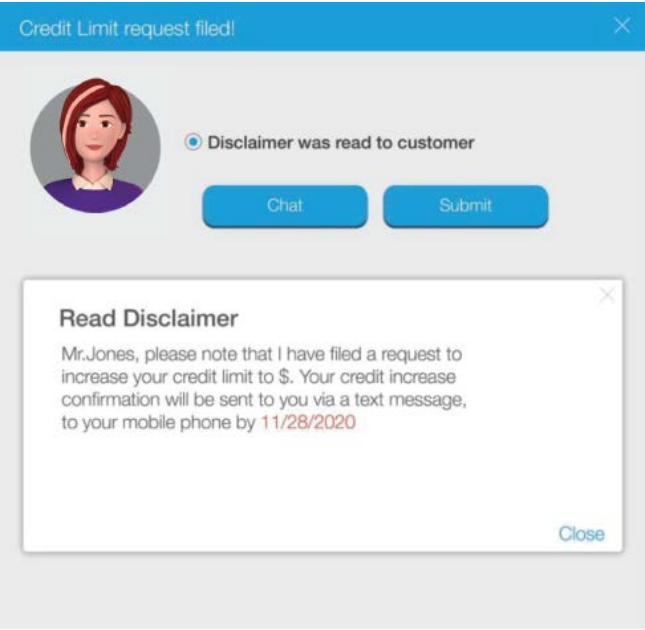 Credit Limit request filed!
Disclaimer was read to customer
Chat
Submit
Read Disclaimer
Mr.Jones, please note that I have filed a request to
increase your credit limit to $. Your credit increase
confirmation will be sent to you via a text message,
to your mobile phone by 11/28/2020
Close